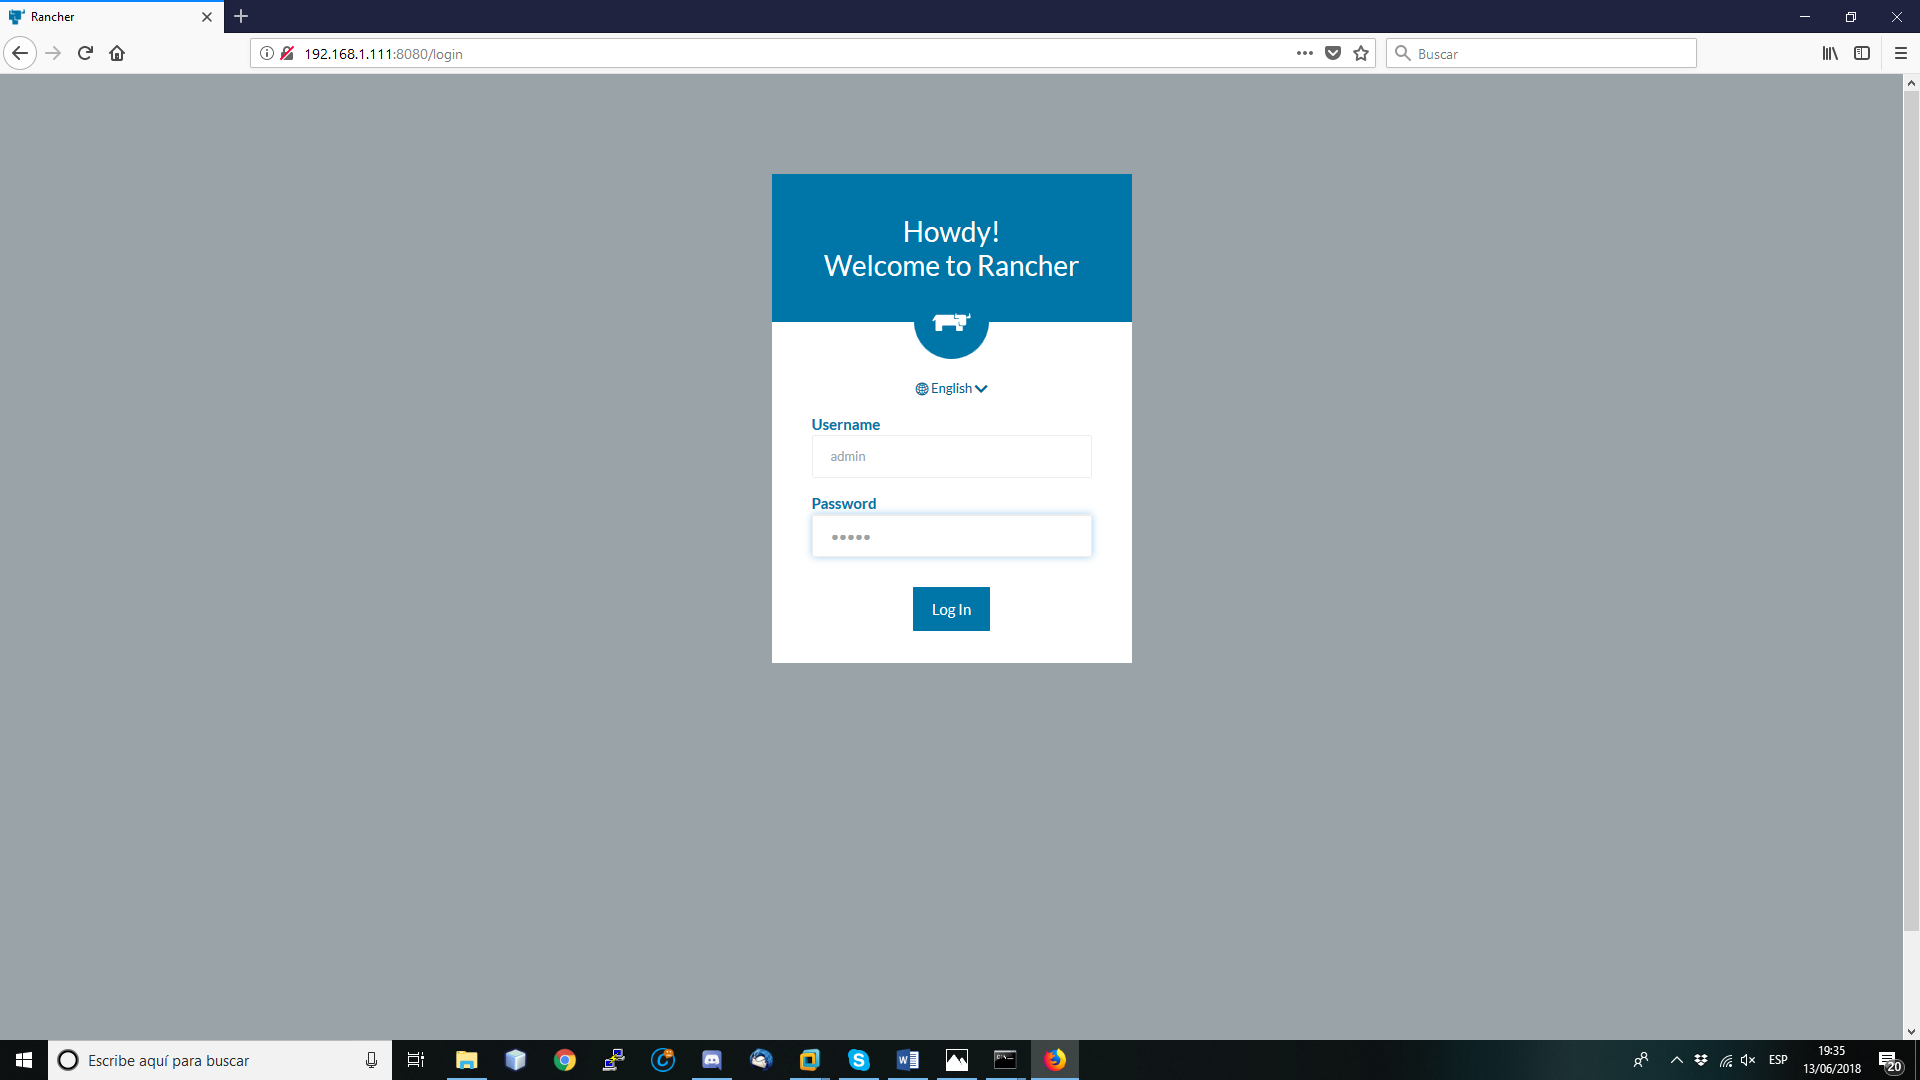 Rancher
192.168.1.111:8080/login
Buscar
Howdy!
Welcome to Rancher
English
Username
admin
Password
•••••
Log In
Escribe aquí para buscar
ESP
19:35
13/06/2018
20